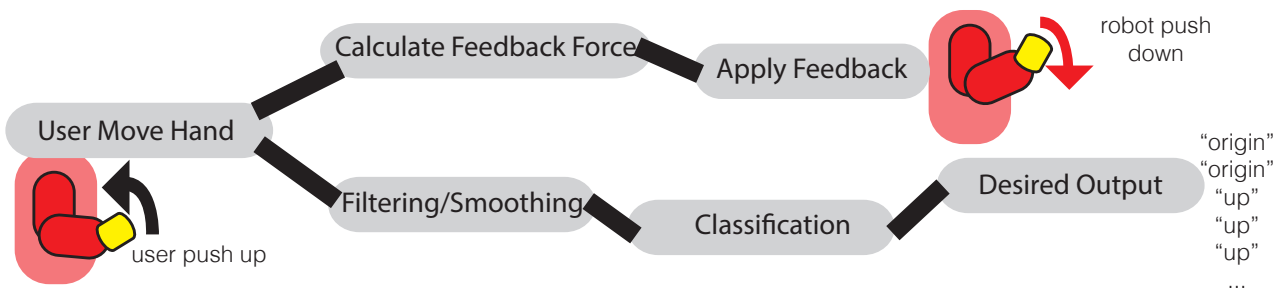 Calculate Feedback Force
Apply Feedback
robot push
down
User Move Hand
user push up
Filtering/Smoothing
Classification
Desired Output
“origin”
“origin”
“up”
“up”
“up”
...